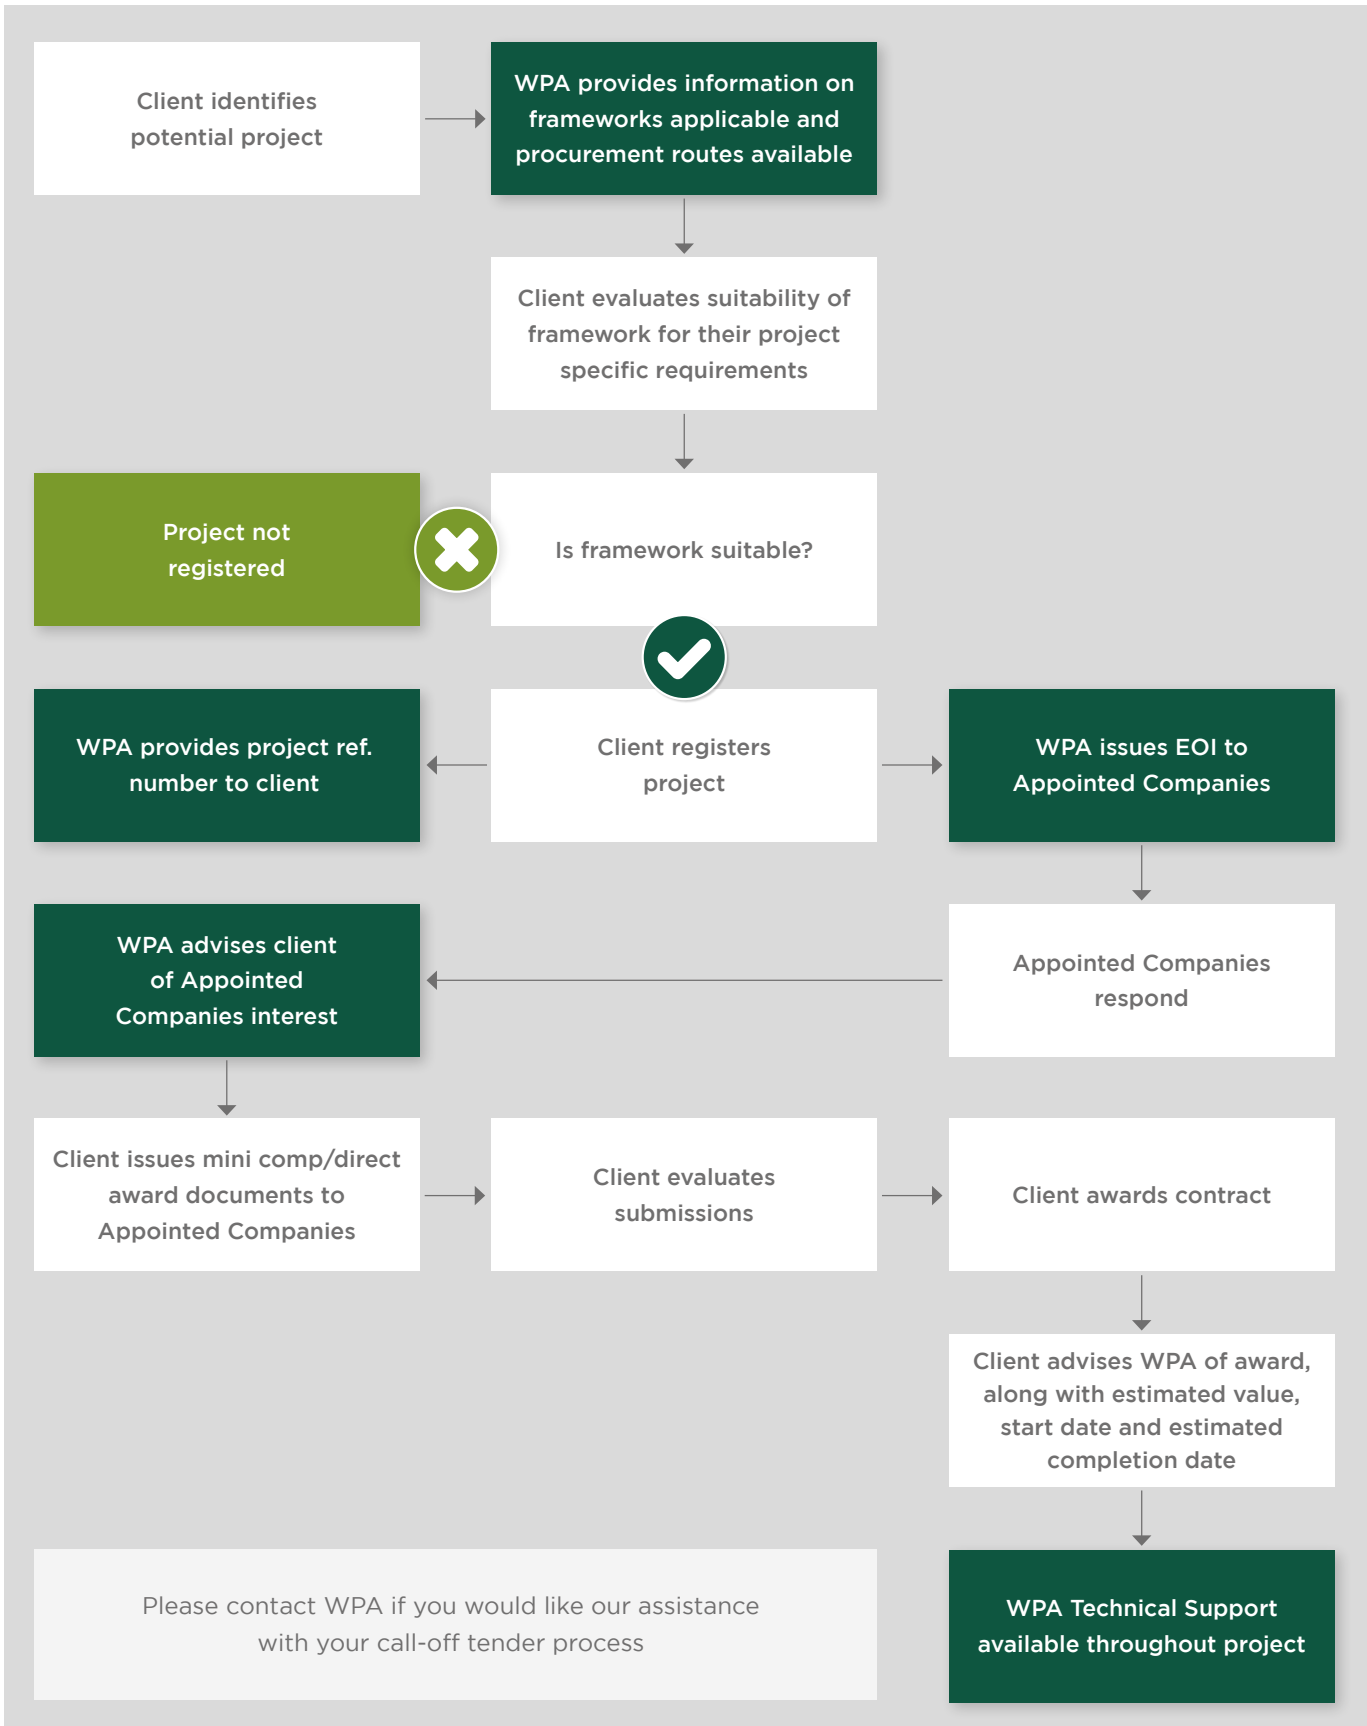 Client identifies
potential project
WPA provides information on
frameworks applicable and
procurement routes available
Client evaluates suitability of
framework for their project
specific requirements
Project not
registered
Is framework suitable?
WPA provides project ref.
number to client
Client registers
project
WPA issues EOI to
Appointed Companies
WPA advises client
of Appointed
Companies interest
Appointed Companies
respond
Client issues mini comp/direct
award documents to
Appointed Companies
Client evaluates
submissions
Client awards contract
Client advises WPA of award,
along with estimated value,
start date and estimated
completion date
Please contact WPA if you would like our assistance
with your call-off tender process
WPA Technical Support
available throughout project